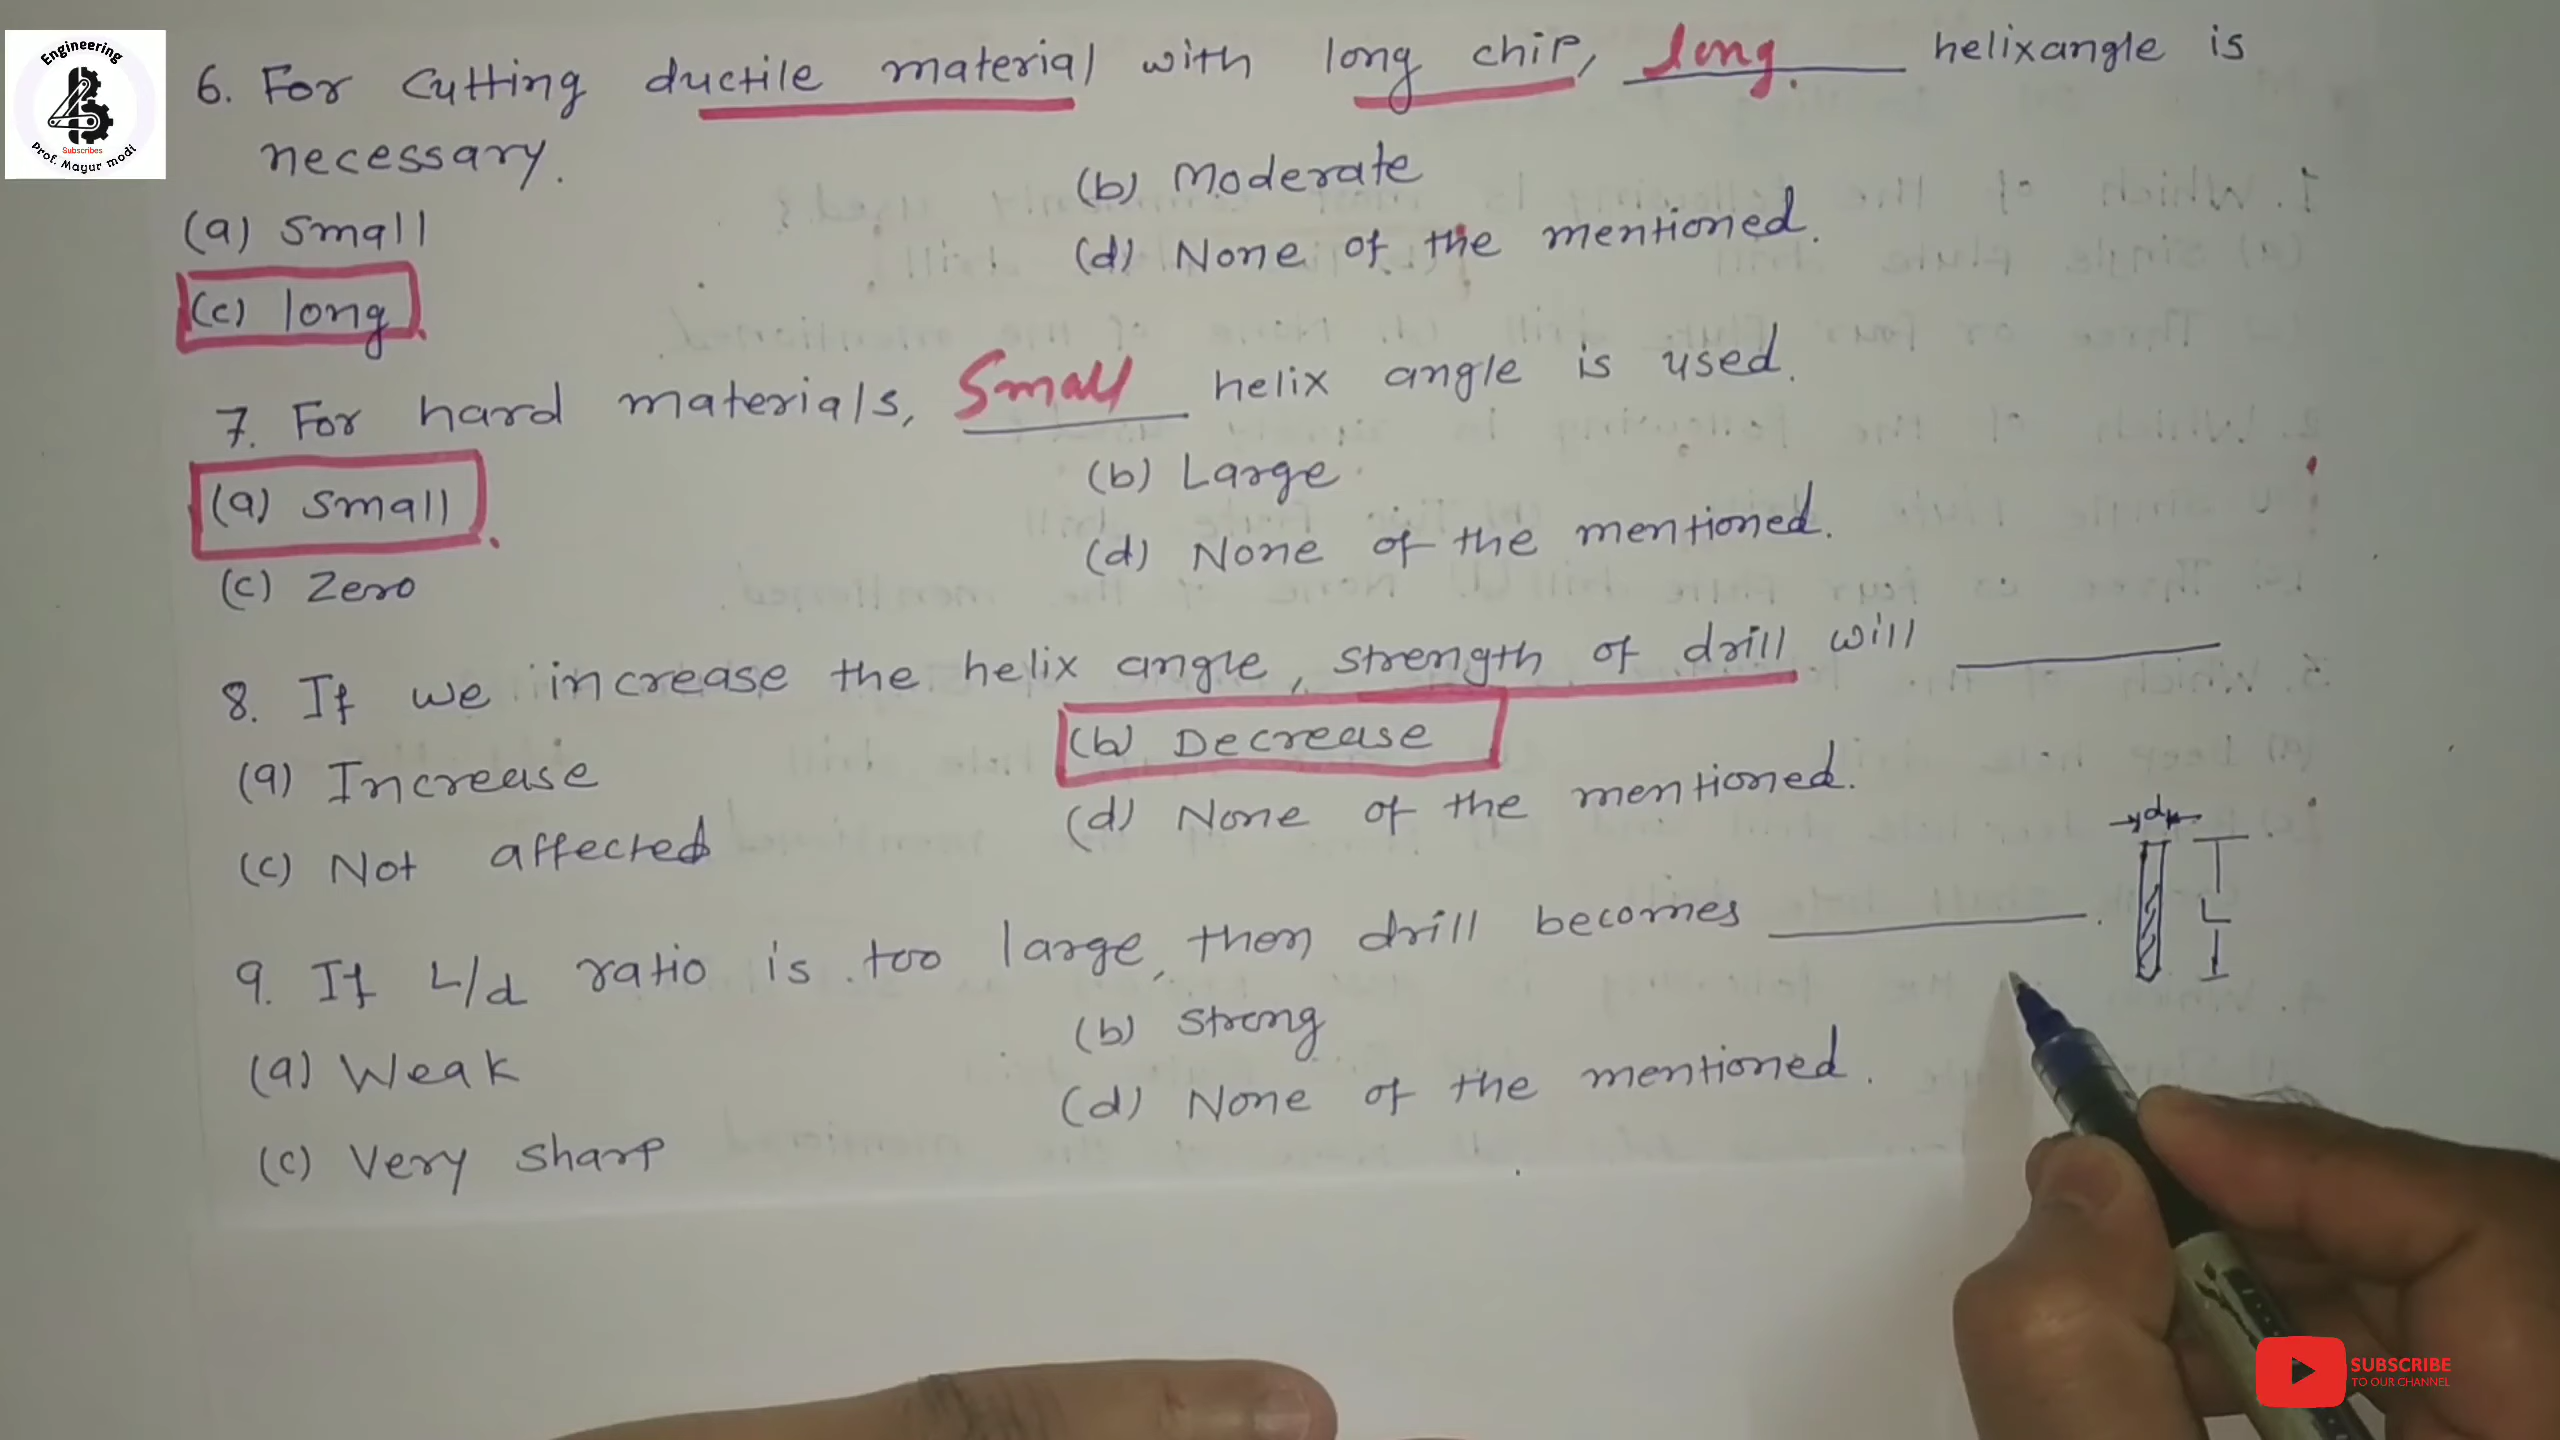 Engineering
Subscribes
Prof. Mayur modi
6. For cutting ductile material with long chip, long. helixangle is
necessary.
(a) Small
(b) Moderate
(c) long
(d) None of the mentioned.
7. For hard materials, Small helix angle is used.
(a) Small
(b) Large
(c) Zero
(d) None of the mentioned.
8. If we increase the helix angle, strength of drill will ________
(a) Increase
(b) Decrease
(c) Not affected
(d) None of the mentioned.
9. If L/d ratio is too large, then drill becomes ________.
(a) Weak
(b) Strong
(c) Very sharp
(d) None of the mentioned.
d
L
SUBSCRIBE
TO OUR CHANNEL